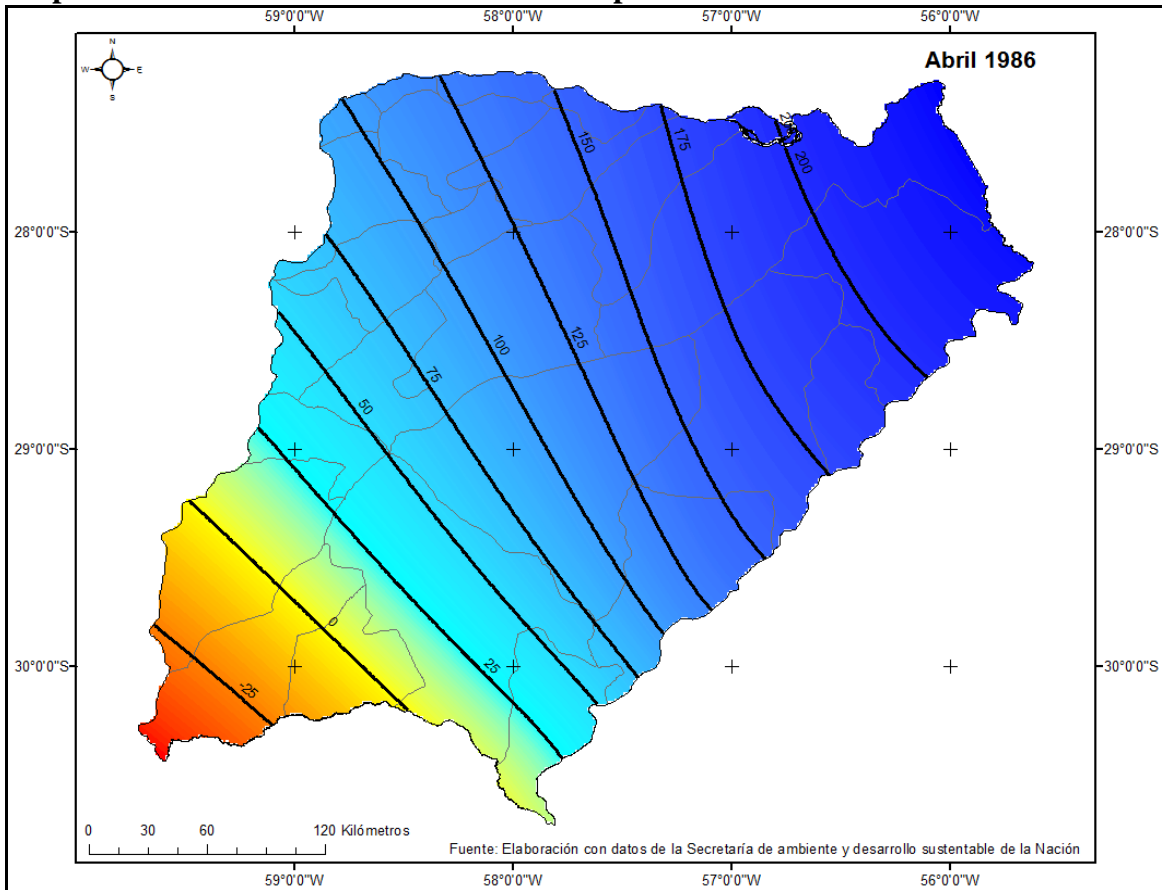 59°0'0"W 58°0'0"W 57°0'0"W 56°0'0"W
N
W E
S
Abril 1986
150
175
200
200
28°0'0"S 28°0'0"S
125
100
75
50
29°0'0"S 29°0'0"S
0
25
-25
30°0'0"S 30°0'0"S
0 30 60 120 Kilómetros
Fuente: Elaboración con datos de la Secretaría de ambiente y desarrollo sustentable de la Nación
59°0'0"W 58°0'0"W 57°0'0"W 56°0'0"W